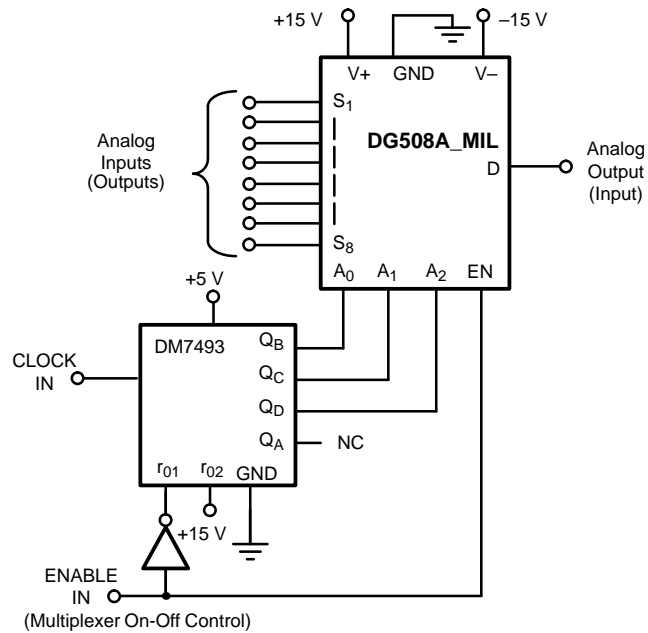 +15 V
–15 V
V+
GND
V–
S1
DG508A_MIL
D
Analog
Inputs
(Outputs)
Analog
Output
(Input)
S8
A0
A1
A2
EN
+5 V
DM7493
QB
QC
QD
QA
NC
CLOCK
IN
r01
r02
GND
+15 V
ENABLE
IN
(Multiplexer On-Off Control)